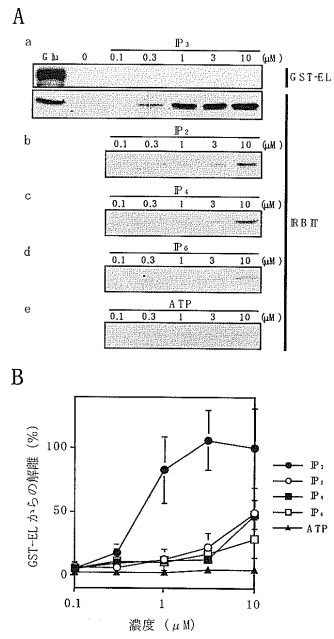 A
a
IP₃
Glu 0 0.1 0.3 1 3 10 (μM)
GST-EL
b
IP₂
0.1 0.3 1 3 10 (μM)
c
IP₄
0.1 0.3 1 3 10 (μM)
IRBIT
d
IP₆
0.1 0.3 1 3 10 (μM)
e
ATP
0.1 0.3 1 3 10 (μM)
B
GST-ELからの解離 (%)
100
50
0
0.1 1 10
濃度 (μM)
IP₃
IP₂
IP₄
IP₆
ATP